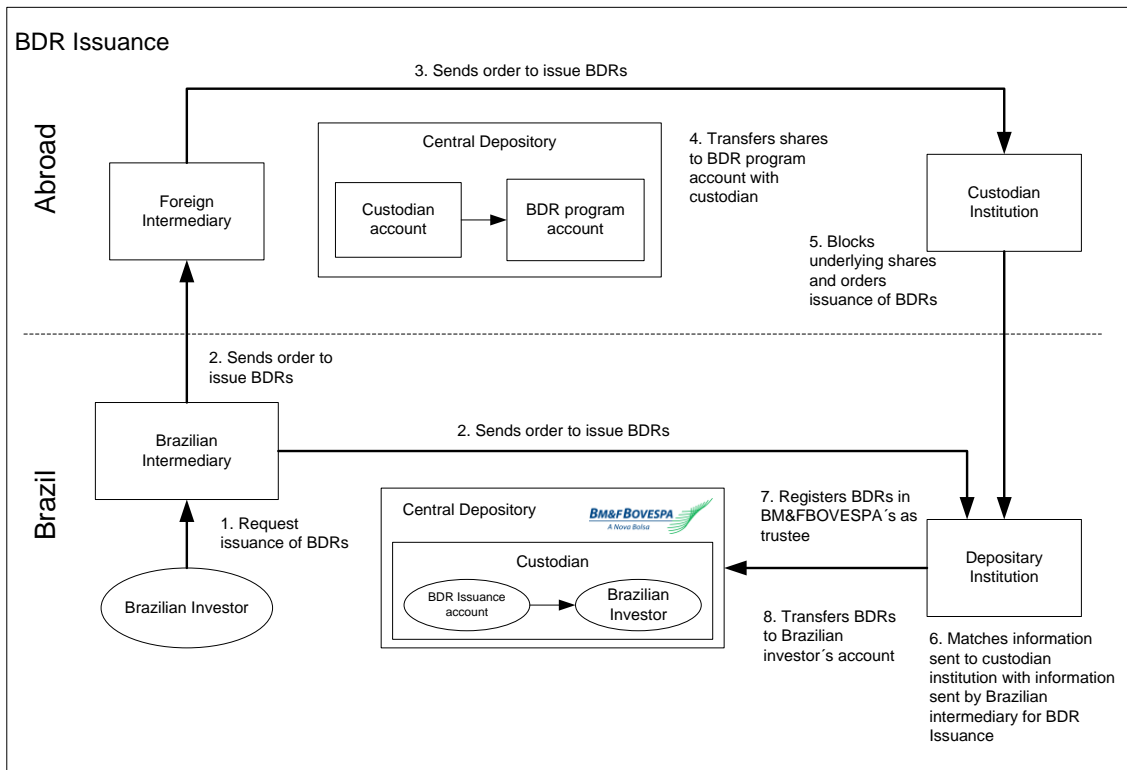 BDR Issuance
3. Sends order to issue BDRs
Abroad
Central Depository
4. Transfers shares
to BDR program
account with
custodian
Foreign
Intermediary
Custodian
account
BDR program
account
Custodian
Institution
5. Blocks
underlying shares
and orders
issuance of BDRs
2. Sends order to
issue BDRs
Brazil
Brazilian
Intermediary
2. Sends order to issue BDRs
1. Request
issuance of BDRs
Brazilian Investor
Central Depository
BM&FBOVESPA
A Nova Bolsa
Custodian
BDR Issuance
account
Brazilian
Investor
7. Registers BDRs in
BM&FBOVESPA´s as
trustee
Depositary
Institution
8. Transfers BDRs
to Brazilian
investor´s account
6. Matches information
sent to custodian
institution with information
sent by Brazilian
intermediary for BDR
Issuance